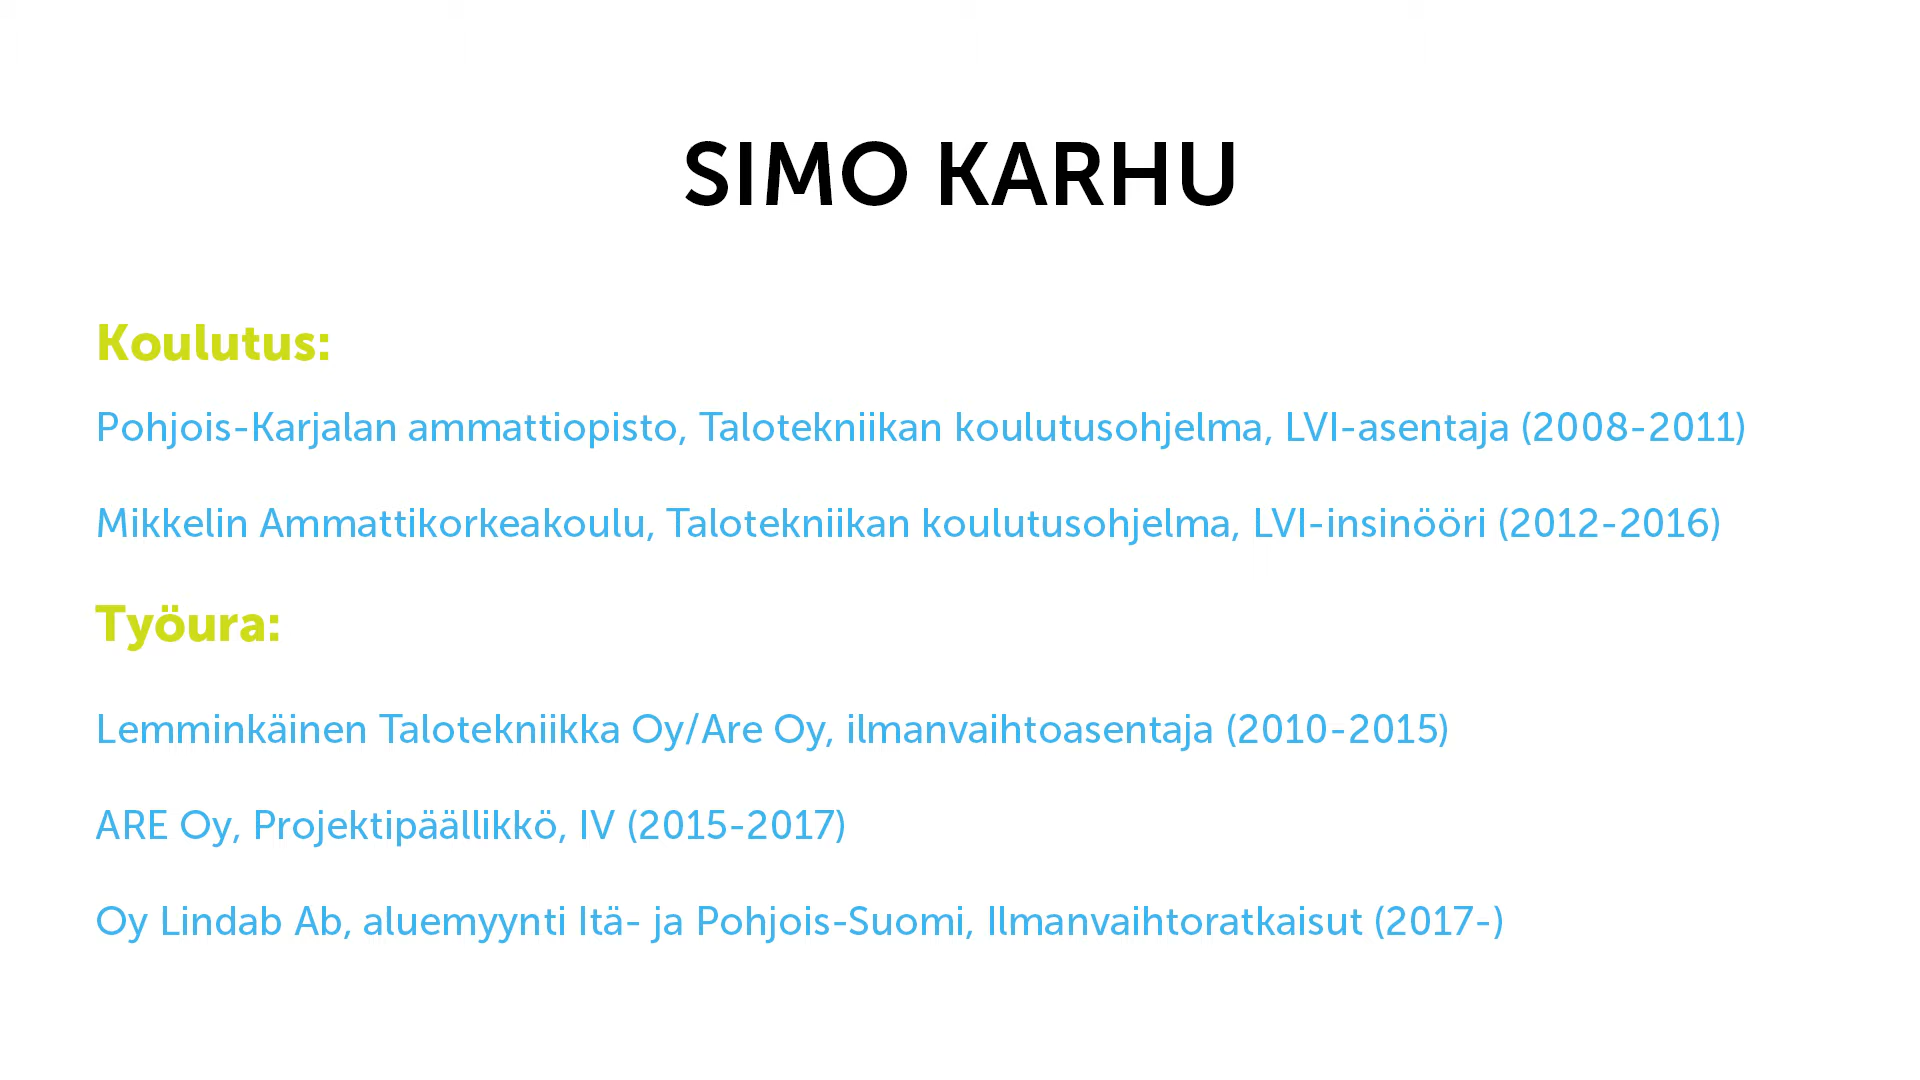 SIMO KARHU
Koulutus:
Pohjois-Karjalan ammattiopisto, Talotekniikan koulutusohjelma, LVI-asentaja (2008-2011)
Mikkelin Ammattikorkeakoulu, Talotekniikan koulutusohjelma, LVI-insinööri (2012-2016)
Työura:
Lemminkäinen Talotekniikka Oy/Are Oy, ilmanvaihtoasentaja (2010-2015)
ARE Oy, Projektipäällikkö, IV (2015-2017)
Oy Lindab Ab, aluemyynti Itä- ja Pohjois-Suomi, Ilmanvaihtoratkaisut (2017-)